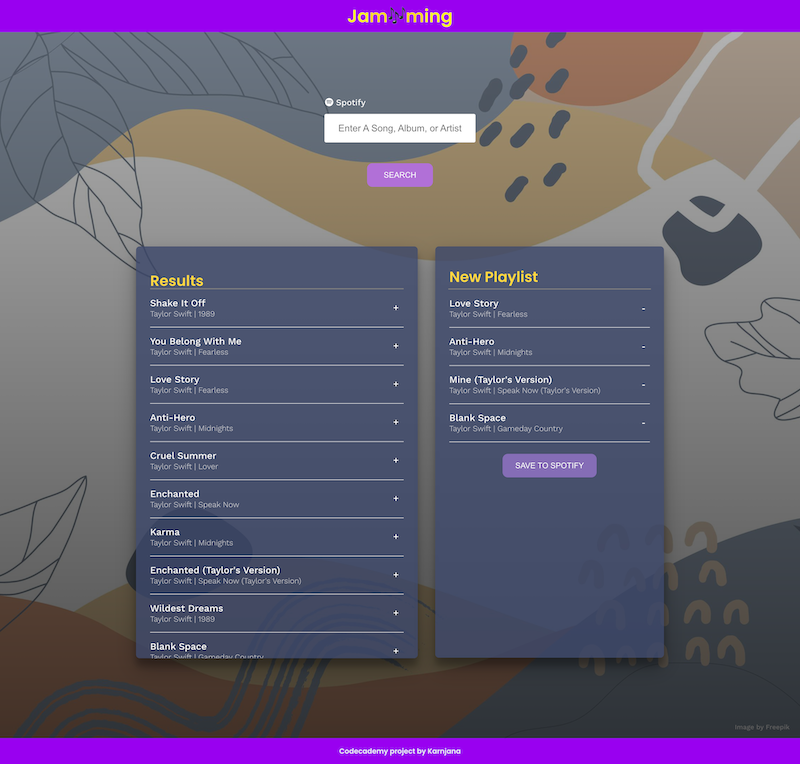 Jamming
Spotify
Enter A Song, Album, or Artist
SEARCH
Results
Shake It Off
Taylor Swift | 1989
+
You Belong With Me
Taylor Swift | Fearless
+
Love Story
Taylor Swift | Fearless
+
Anti-Hero
Taylor Swift | Midnights
+
Cruel Summer
Taylor Swift | Lover
+
Enchanted
Taylor Swift | Speak Now
+
Karma
Taylor Swift | Midnights
+
Enchanted (Taylor's Version)
Taylor Swift | Speak Now (Taylor's Version)
+
Wildest Dreams
Taylor Swift | 1989
+
Blank Space
Taylor Swift | Gameday Country
+
New Playlist
Love Story
Taylor Swift | Fearless
-
Anti-Hero
Taylor Swift | Midnights
-
Mine (Taylor's Version)
Taylor Swift | Speak Now (Taylor's Version)
-
Blank Space
Taylor Swift | Gameday Country
-
SAVE TO SPOTIFY
Image by Freepik
Codecademy project by Karnjana